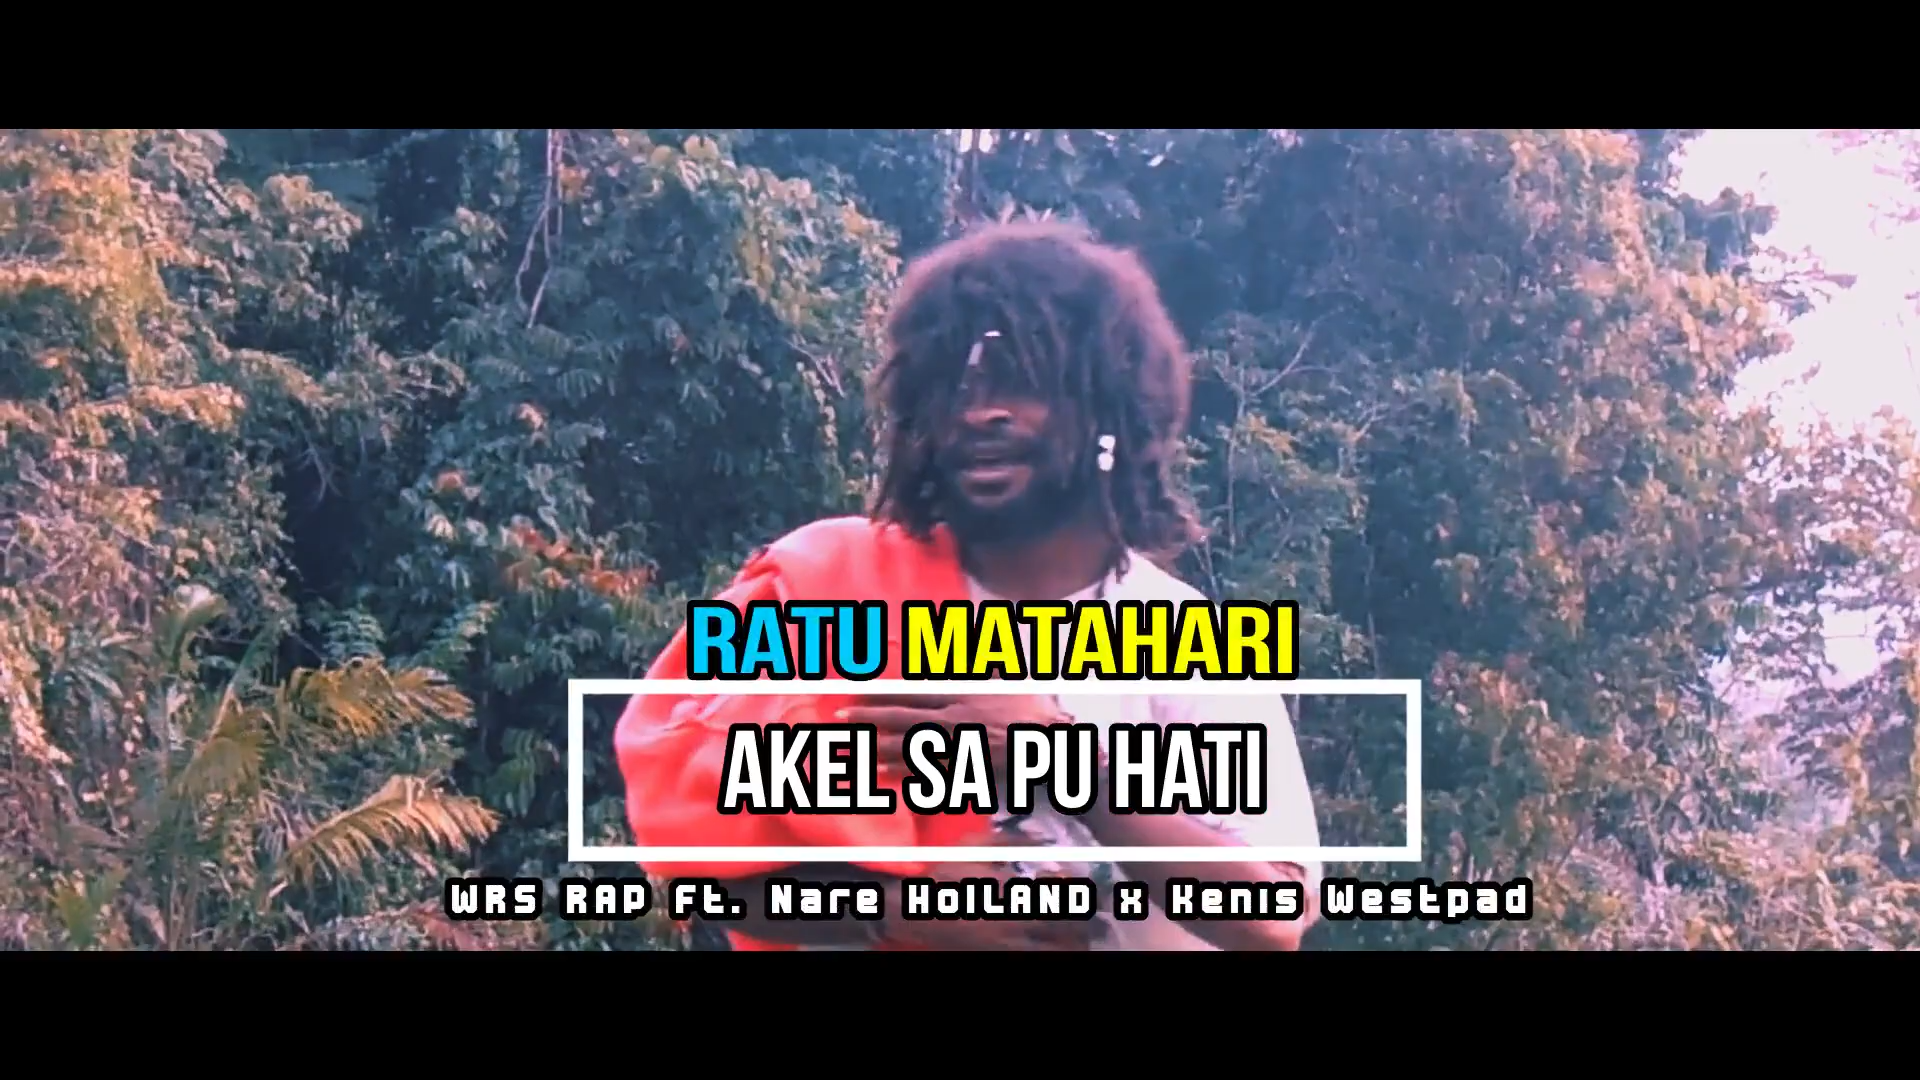 RATU MATAHARI
AKEL SA PU HATI
WRS RAP Ft. Nare HolLAND x Kenis Westpad